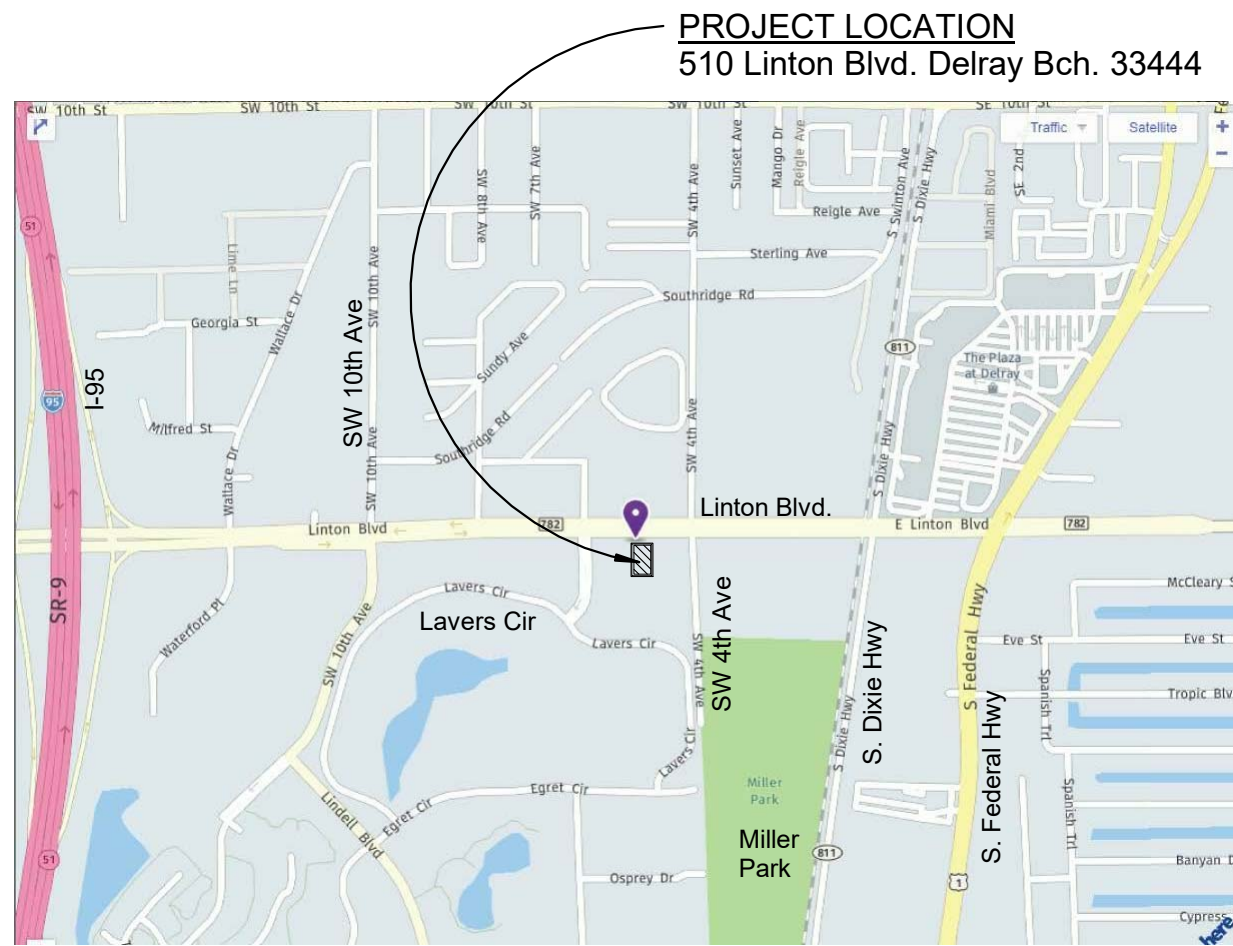 PROJECT LOCATION
510 Linton Blvd. Delray Bch. 33444
SW 10th St
SW 10th St
SW 10th St
SW 10th St
SE 10th St
Fe
Traffic
Satellite
+
−
SW 8th Ave
SW 7th Ave
SW 4th Ave
Sunset Ave
Mango Dr
Reigle Ave
S Swinton Ave
S Dixie Hwy
Miami Blvd
SE 2nd
Reigle Ave
51
Lime Ln
Wallace Dr
SW 10th Ave
Sterling Ave
Southridge Rd
Georgia St
SW 10th Ave
Sundy Ave
811
The Plaza
at Delray
95
I-95
Milfred St
Wallace Dr
SW 10th Ave
Southridge Rd
SW 4th Ave
S Dixie Hwy
Linton Blvd
782
Linton Blvd.
E Linton Blvd
782
SR-9
Waterford Pl
SW 10th Ave
Lavers Cir
Lavers Cir
Lavers Cir
SW 4th Ave
SW 4th Ave
S Federal Hwy
McCleary S
Eve St
Eve St
Spanish Trl
Tropic Blv
S Dixie Hwy
S. Dixie Hwy
S. Federal Hwy
Lavers Cir
Lindell Blvd
Egret Cir
Egret Cir
Miller
Park
Miller
Park
Spanish Trl
51
811
Banyan D
Osprey Dr
1
Cypress
here